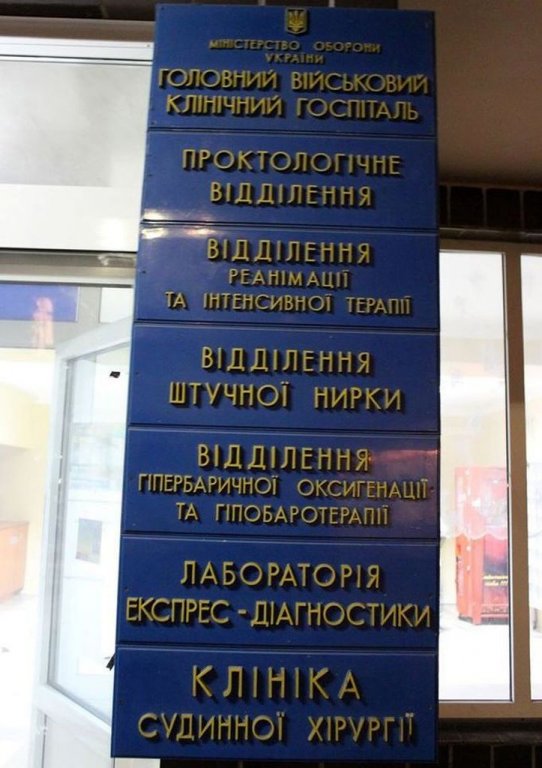 МІНІСТЕРСТВО ОБОРОНИ
УКРАЇНИ
ГОЛОВНИЙ ВІЙСЬКОВИЙ
КЛІНІЧНИЙ ГОСПІТАЛЬ
ПРОКТОЛОГІЧНЕ
ВІДДІЛЕННЯ
ВІДДІЛЕННЯ
РЕАНІМАЦІЇ
ТА ІНТЕНСИВНОЇ ТЕРАПІЇ
ВІДДІЛЕННЯ
ШТУЧНОЇ НИРКИ
ВІДДІЛЕННЯ
ГІПЕРБАРИЧНОЇ ОКСИГЕНАЦІЇ
ТА ГІПОБАРОТЕРАПІЇ
ЛАБОРАТОРІЯ
ЕКСПРЕС-ДІАГНОСТИКИ
КЛІНІКА
СУДИННОЇ ХІРУРГІЇ